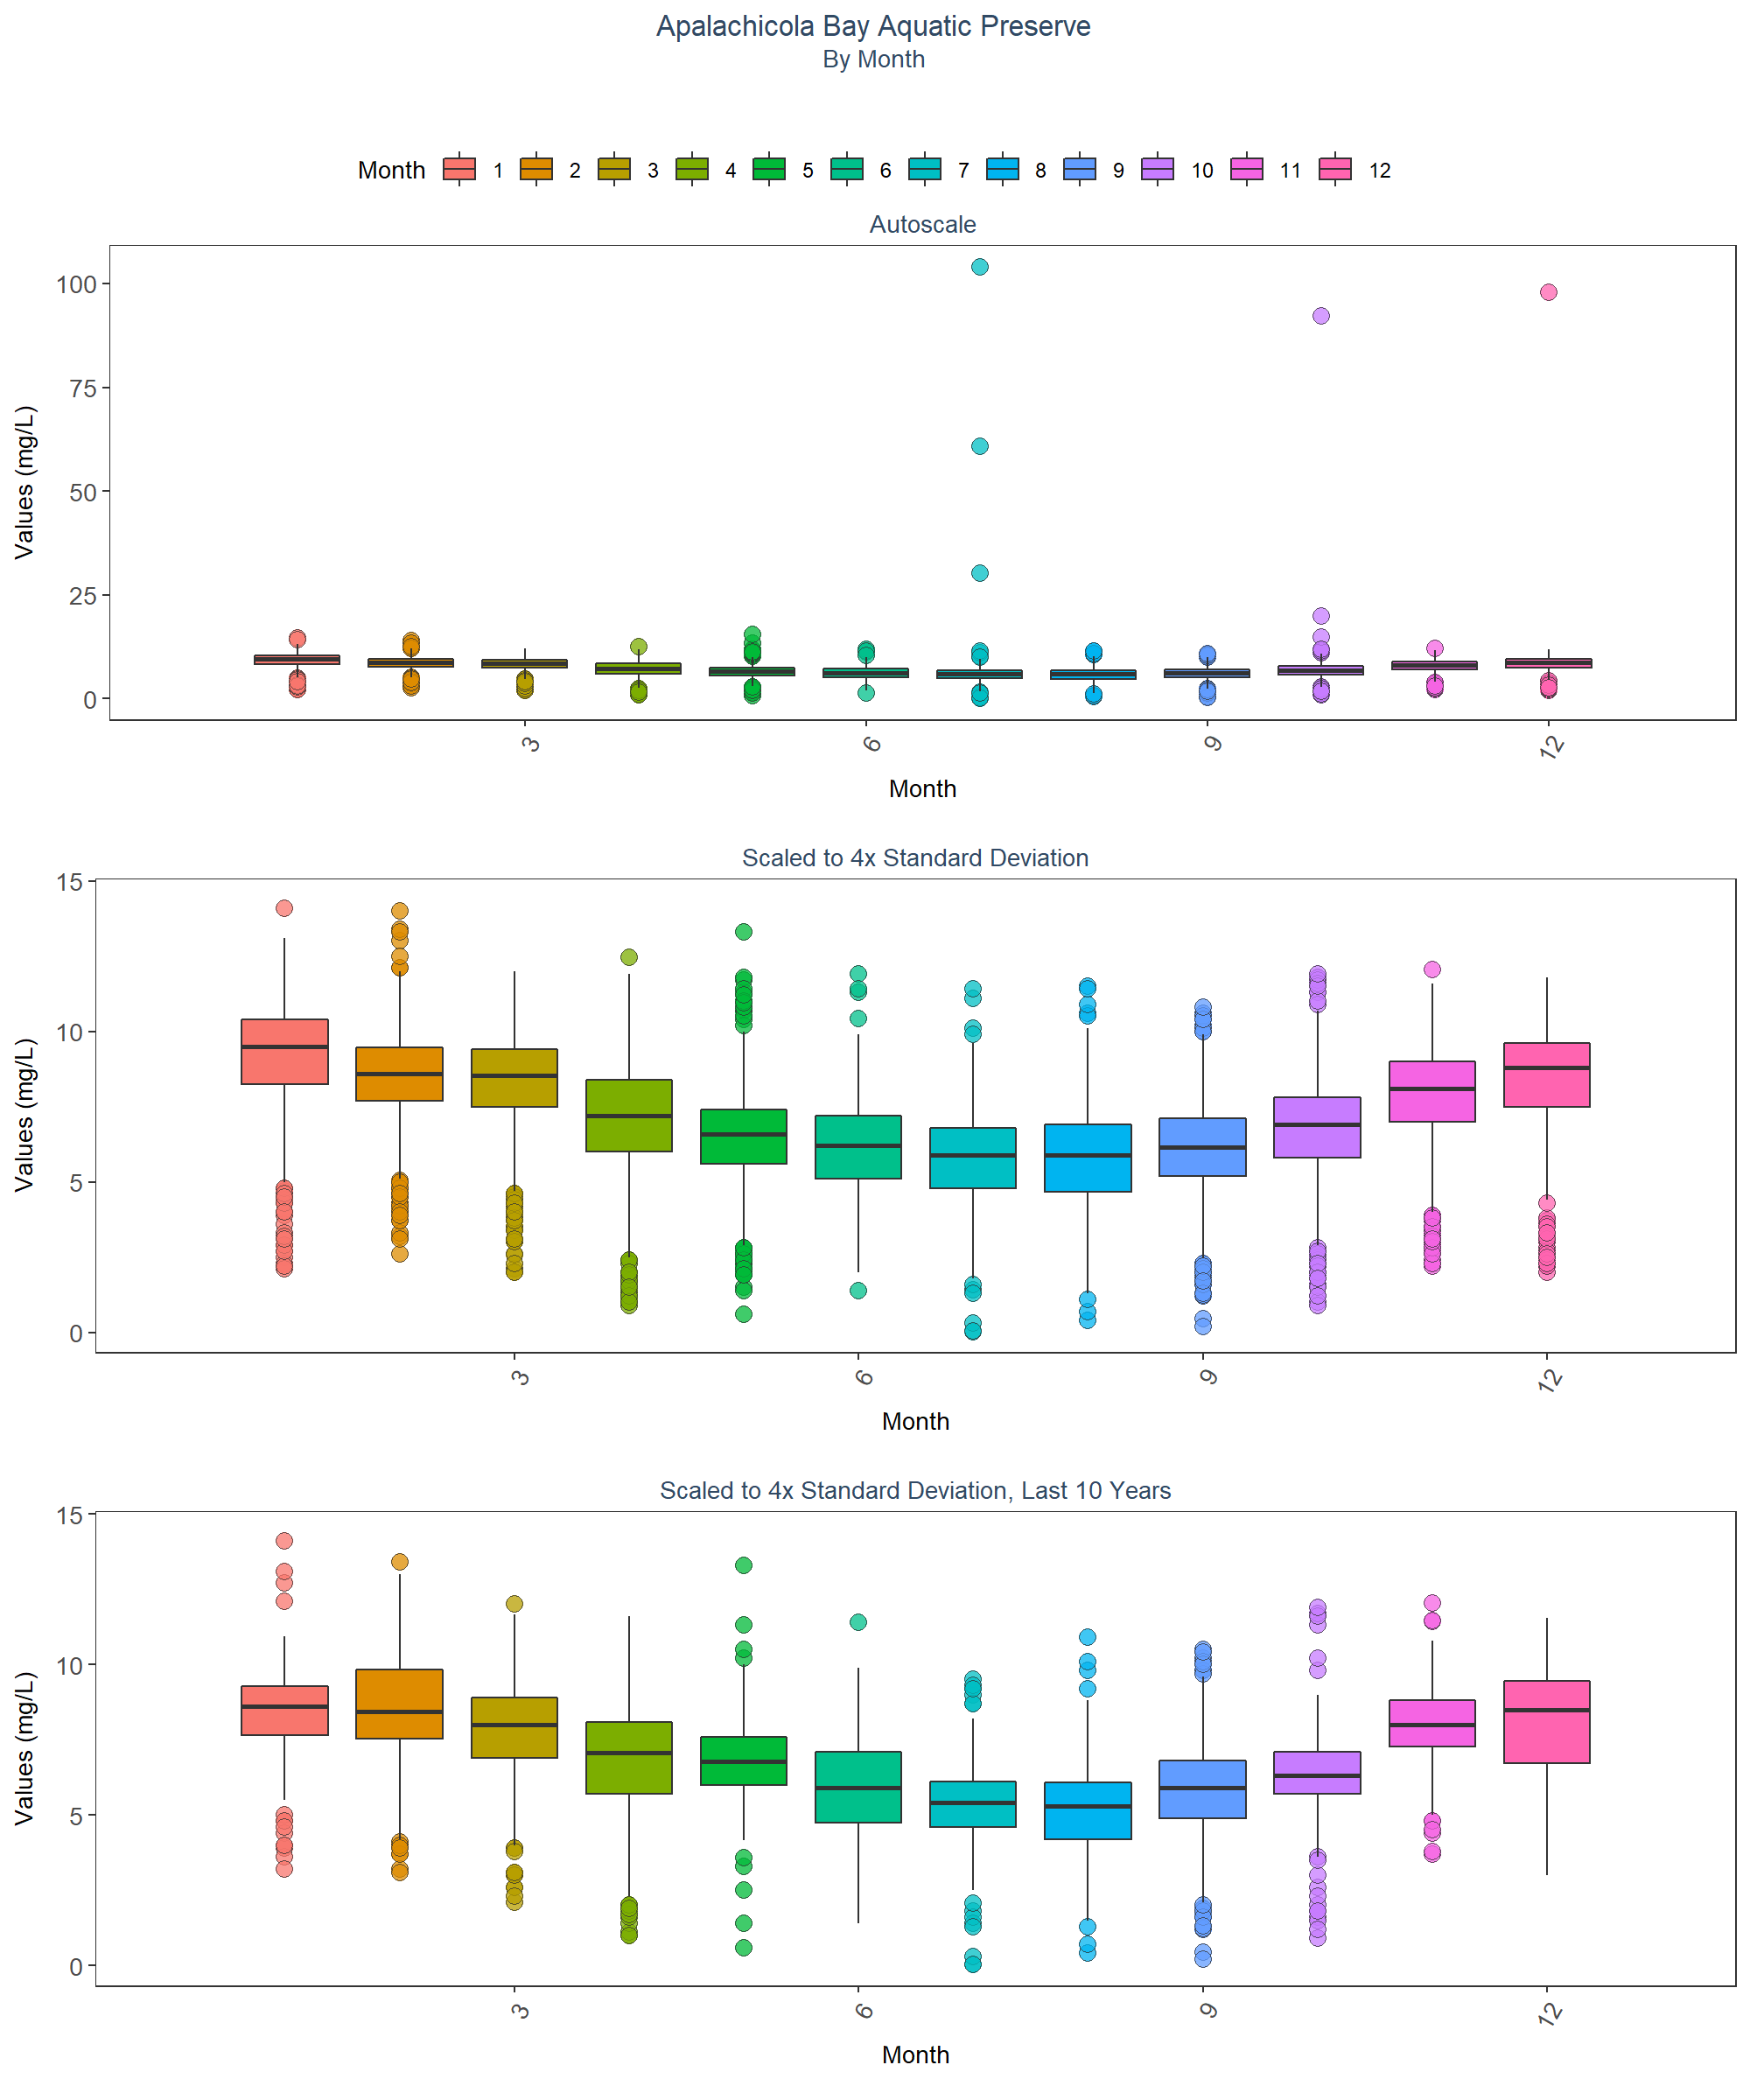 Apalachicola Bay Aquatic Preserve
By Month
Month 1 2 3 4 5 6 7 8 9 10 11 12
Autoscale
100
75
50
25
0
Values (mg/L)
3 6 9 12
Month
Scaled to 4x Standard Deviation
15
10
5
0
Values (mg/L)
3 6 9 12
Month
Scaled to 4x Standard Deviation, Last 10 Years
15
10
5
0
Values (mg/L)
3 6 9 12
Month